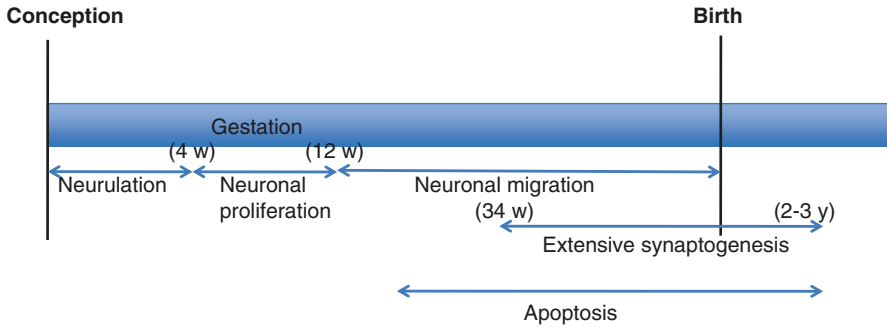 Conception Birth
Gestation
(4 w) (12 w)
Neurulation Neuronal Neuronal migration
proliferation
(34 w) (2-3 y)
Extensive synaptogenesis
Apoptosis